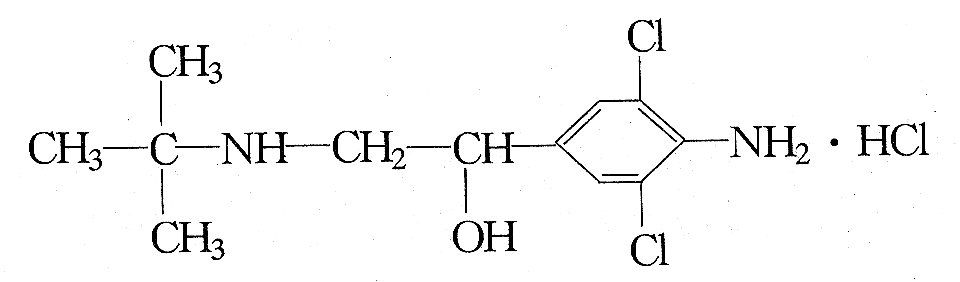 Cl
CH₃
CH₃—C—NH—CH₂—CH—NH₂ · HCl
CH₃
OH
Cl